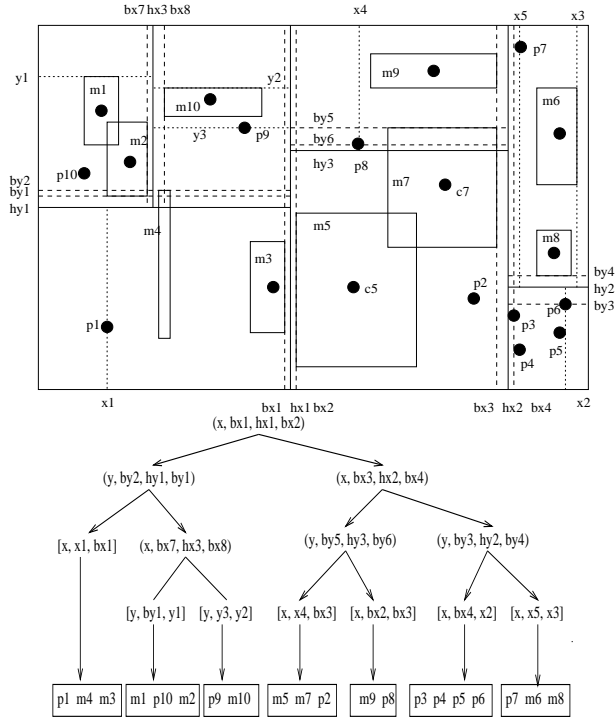 bx7 hx3 bx8
x4
x5
x3
p7
y1
m1
m10
y2
m9
m6
by5
by6
y3
p9
m2
p8
hy3
m7
c7
p10
by2
by1
hy1
m4
m5
m3
m8
by4
hy2
by3
c5
p2
p6
p3
p5
p4
p1
x1
x2
bx1 hx1 bx2
bx3 hx2 bx4
(x, bx1, hx1, bx2)
(y, by2, hy1, by1)
(x, bx3, hx2, bx4)
[x, x1, bx1]
(x, bx7, hx3, bx8)
(y, by5, hy3, by6)
(y, by3, hy2, by4)
[y, by1, y1]
[y, y3, y2]
[x, x4, bx3]
[x, bx2, bx3]
[x, bx4, x2]
[x, x5, x3]
p1 m4 m3
m1 p10 m2
p9 m10
m5 m7 p2
m9 p8
p3 p4 p5 p6
p7 m6 m8